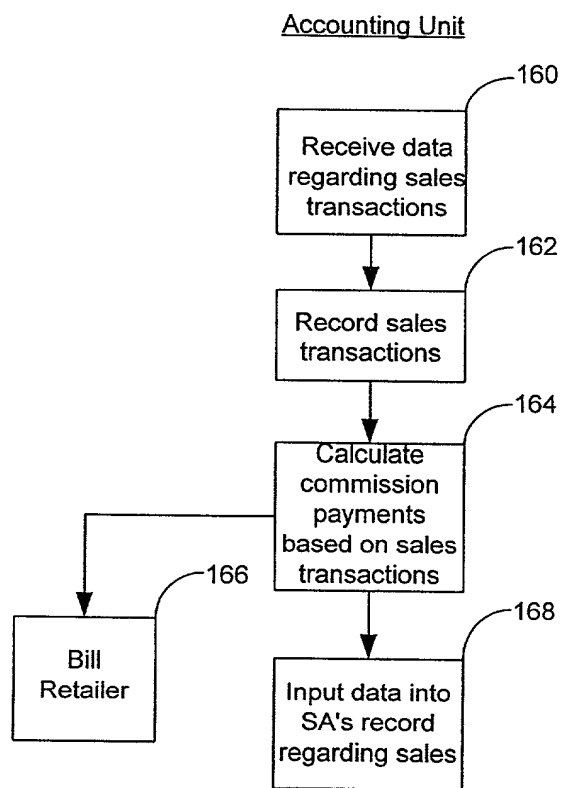 Accounting Unit
160
Receive data
regarding sales
transactions
162
Record sales
transactions
164
Calculate
commission
payments
based on sales
transactions
166
Bill
Retailer
168
Input data into
SA's record
regarding sales